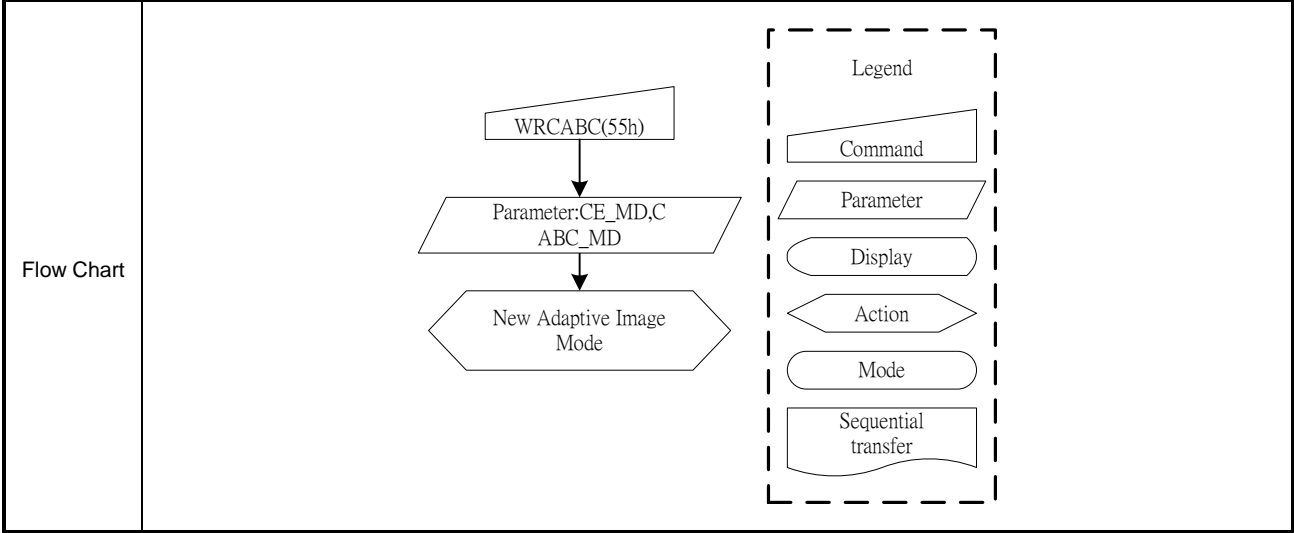 Flow Chart
WRCABC(55h)
Parameter:CE_MD,C
ABC_MD
New Adaptive Image
Mode
Legend
Command
Parameter
Display
Action
Mode
Sequential
transfer